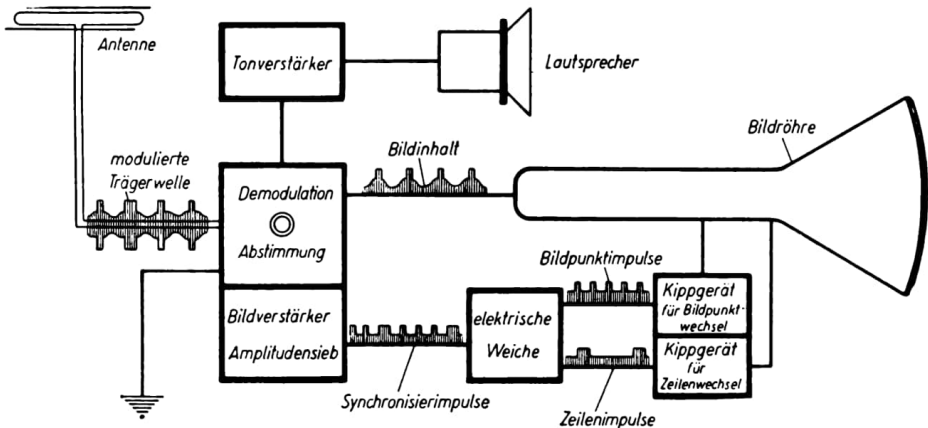 Antenne
Tonverstärker
Lautsprecher
Bildröhre
modulierte
Trägerwelle
Bildinhalt
Demodulation
Abstimmung
Bildpunktimpulse
Bildverstärker
Amplitudensieb
elektrische
Weiche
Kippgerät
für Bildpunkt-
wechsel
Kippgerät
für
Zeilenwechsel
Synchronisierimpulse
Zeilenimpulse